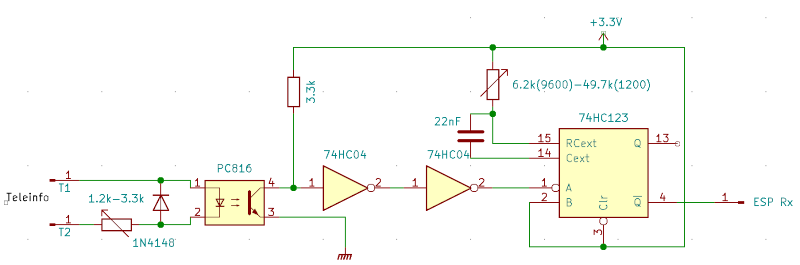 +3.3V
3.3k
6.2k(9600)-49.7k(1200)
22nF
74HC123
74HC04
74HC04
15
RCext
Q
13
14
Cext
PC816
Teleinfo
1
T1
1.2k-3.3k
1
4
1
2
1
2
1
A
2
B
Q
4
1
ESP Rx
2
3
1
T2
1N4148
Clr
3